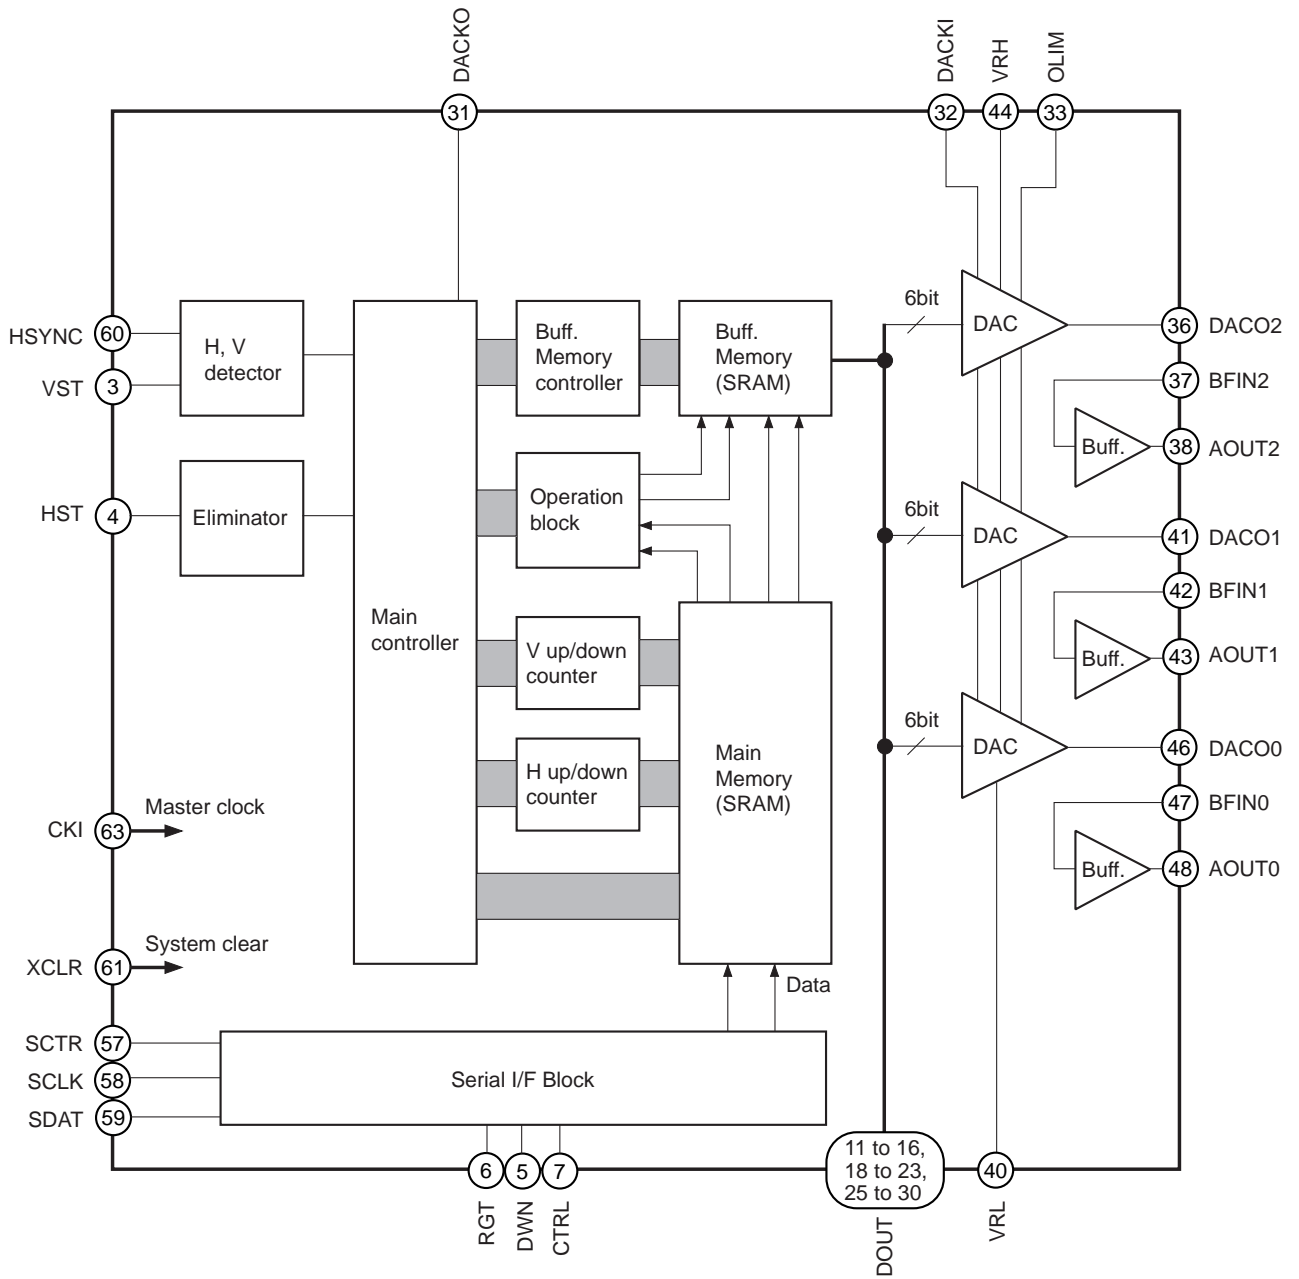 DACKO
DACKI
VRH
OLIM
31
32
44
33
HSYNC
60
VST
3
H, V
detector
Buff.
Memory
controller
Buff.
Memory
(SRAM)
6bit
DAC
36
DACO2
37
BFIN2
Buff.
38
AOUT2
HST
4
Eliminator
Operation
block
6bit
DAC
41
DACO1
42
BFIN1
Buff.
43
AOUT1
Main
controller
V up/down
counter
H up/down
counter
Main
Memory
(SRAM)
6bit
DAC
46
DACO0
47
BFIN0
Buff.
48
AOUT0
CKI
63
Master clock
XCLR
61
System clear
Data
SCTR
57
SCLK
58
SDAT
59
Serial I/F Block
6
5
7
11 to 16,
18 to 23,
25 to 30
40
RGT
DWN
CTRL
DOUT
VRL